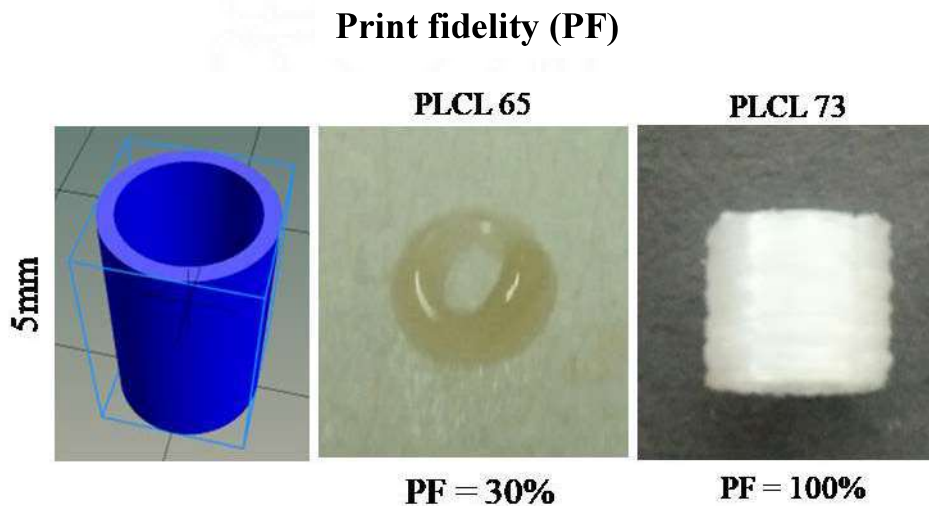 Print fidelity (PF)
PLCL 65
PLCL 73
5mm
PF = 30%
PF = 100%